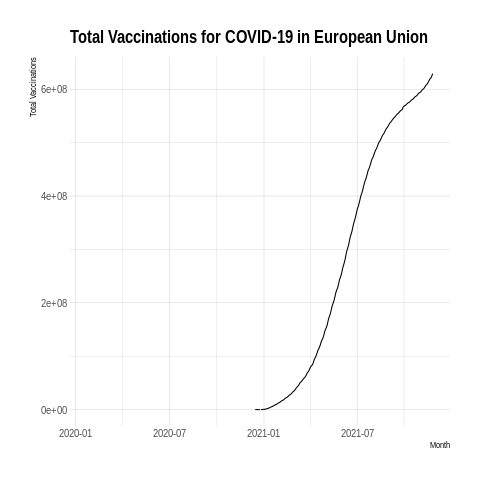 Total Vaccinations for COVID-19 in European Union
Total Vaccinations
6e+08
4e+08
2e+08
0e+00
2020-01 2020-07 2021-01 2021-07
Month